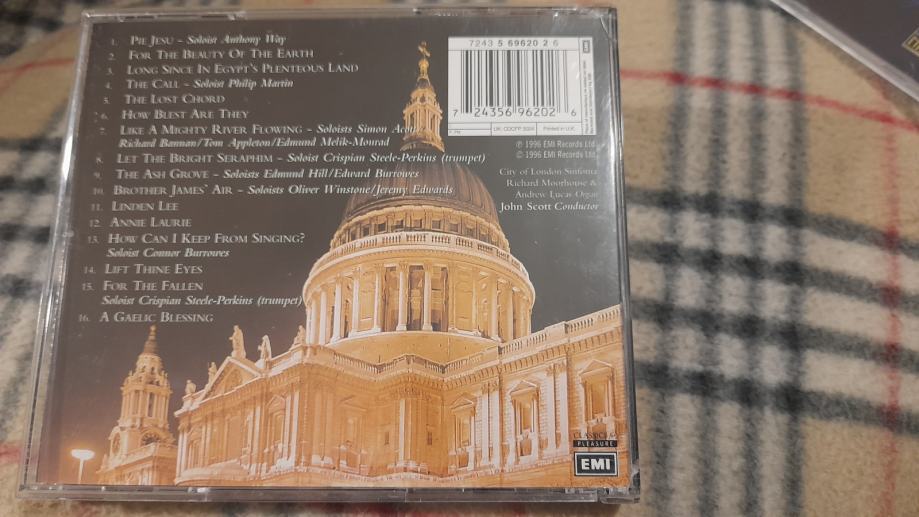 1. Pie Jesu - Soloist Anthony Way
2. For The Beauty Of The Earth
3. Long Since In Egypt's Plenteous Land
4. The Call - Soloist Philip Martin
5. The Lost Chord
6. How Blest Are They
7. Like A Mighty River Flowing - Soloists Simon
Richard Bannan/Tom Appleton/Edmund Melik-Mourad
8. Let The Bright Seraphim - Soloist Crispian Steele-Perkins (trumpet)
9. The Ash Grove - Soloists Edmund Hill/Edward Burrowes
10. Brother James' Air - Soloists Oliver Winstone/Jeremy Edwards
11. Linden Lee
12. Annie Laurie
13. How Can I Keep From Singing?
Soloist Connor Burrowes
14. Lift Thine Eyes
15. For The Fallen
Soloist Crispian Steele-Perkins (trumpet)
16. A Gaelic Blessing
7243 5 69620 2 6
7 24356 96202 6
Printed in U.K.
EMI
℗ 1996 EMI Records Ltd.
© 1996 EMI Records Ltd.
City of London Sinfonia
Richard Moorhouse &
Andrew Lucas Organ
John Scott Conductor
PLEASURE
EMI